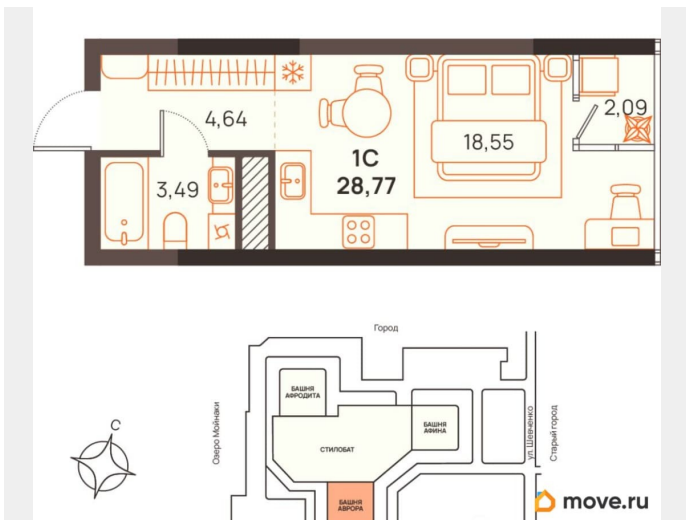 4,64
2,09
18,55
1С
28,77
3,49
Город
БАШНЯ
АФРОДИТА
БАШНЯ
АФИНА
СТИЛОБАТ
БАШНЯ
АВРОРА
Озеро Мойнаки
ул. Шевченко
Старый город
С
move.ru